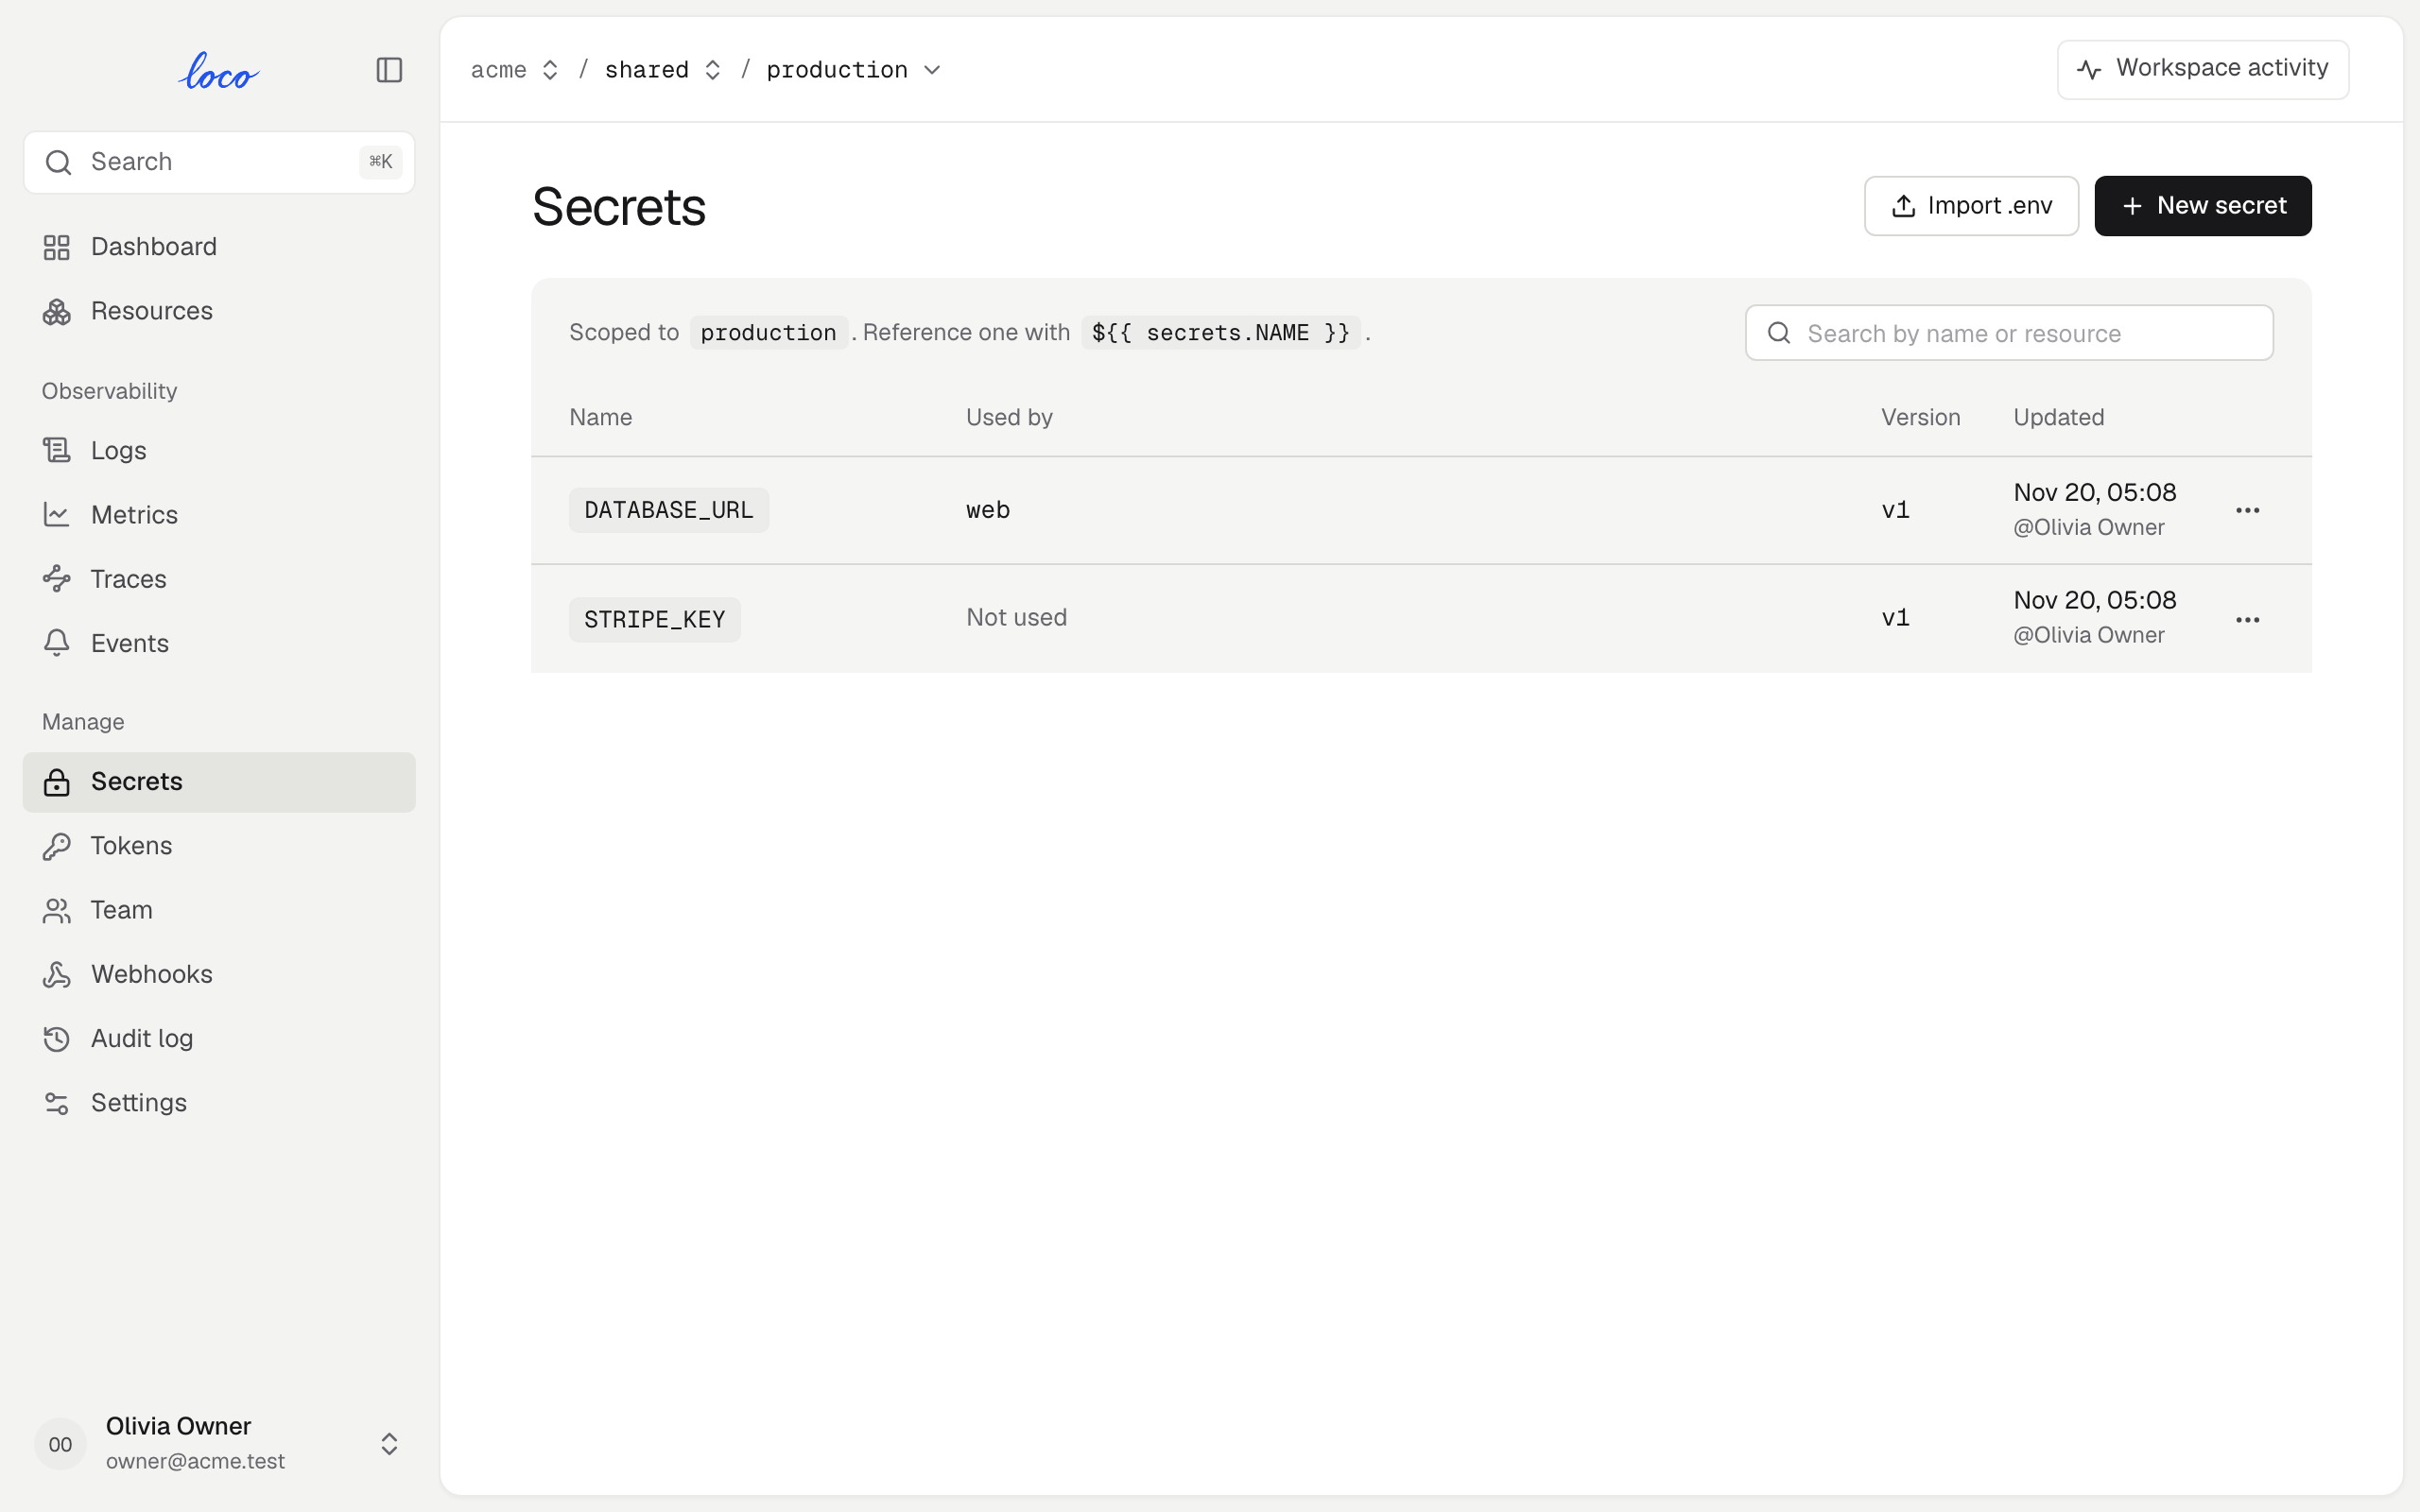 loco
Search ⌘K
Dashboard
Resources
Observability
Logs
Metrics
Traces
Events
Manage
Secrets
Tokens
Team
Webhooks
Audit log
Settings
OO Olivia Owner
owner@acme.test
acme / shared / production
Workspace activity
Secrets
Import .env
+ New secret
Scoped to production. Reference one with ${{ secrets.NAME }}.
Search by name or resource
Name Used by Version Updated
DATABASE_URL web v1 Nov 20, 05:08
@Olivia Owner
STRIPE_KEY Not used v1 Nov 20, 05:08
@Olivia Owner